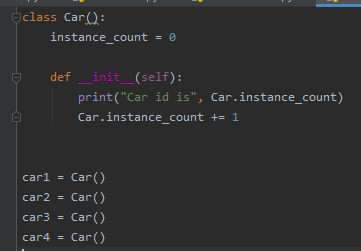 class Car():
    instance_count = 0
    def __init__(self):
        print("Car id is", Car.instance_count)
        Car.instance_count += 1
car1 = Car()
car2 = Car()
car3 = Car()
car4 = Car()